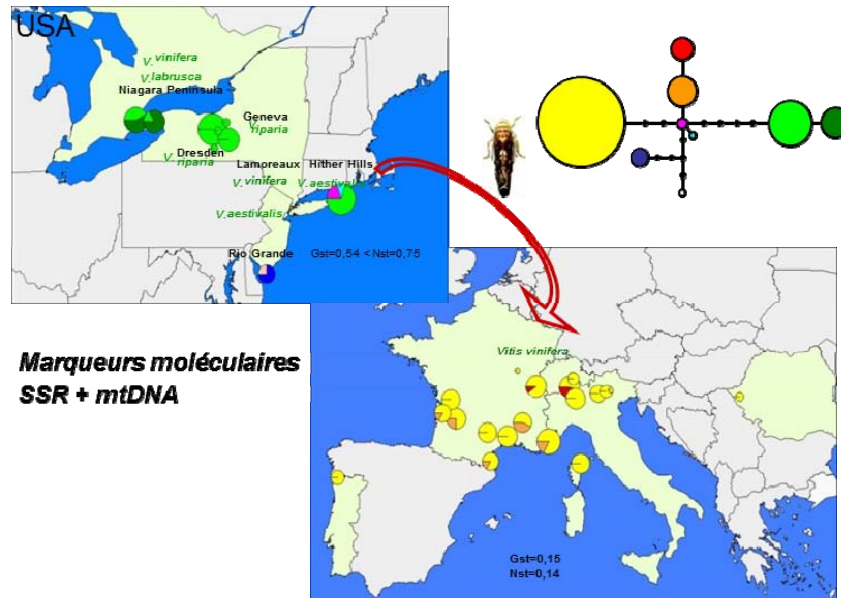 USA
V. vinifera
V. labrusca
Niagara Peninsula
Geneva
V. riparia
Dresden
V. riparia
Lampreaux
Hither Hills
V. vinifera
V. aestivalis
V. aestivalis
Rio Grande
Gst=0,54 < Nst=0,75
Marqueurs moléculaires
SSR + mtDNA
Vitis vinifera
Gst=0,15
Nst=0,14